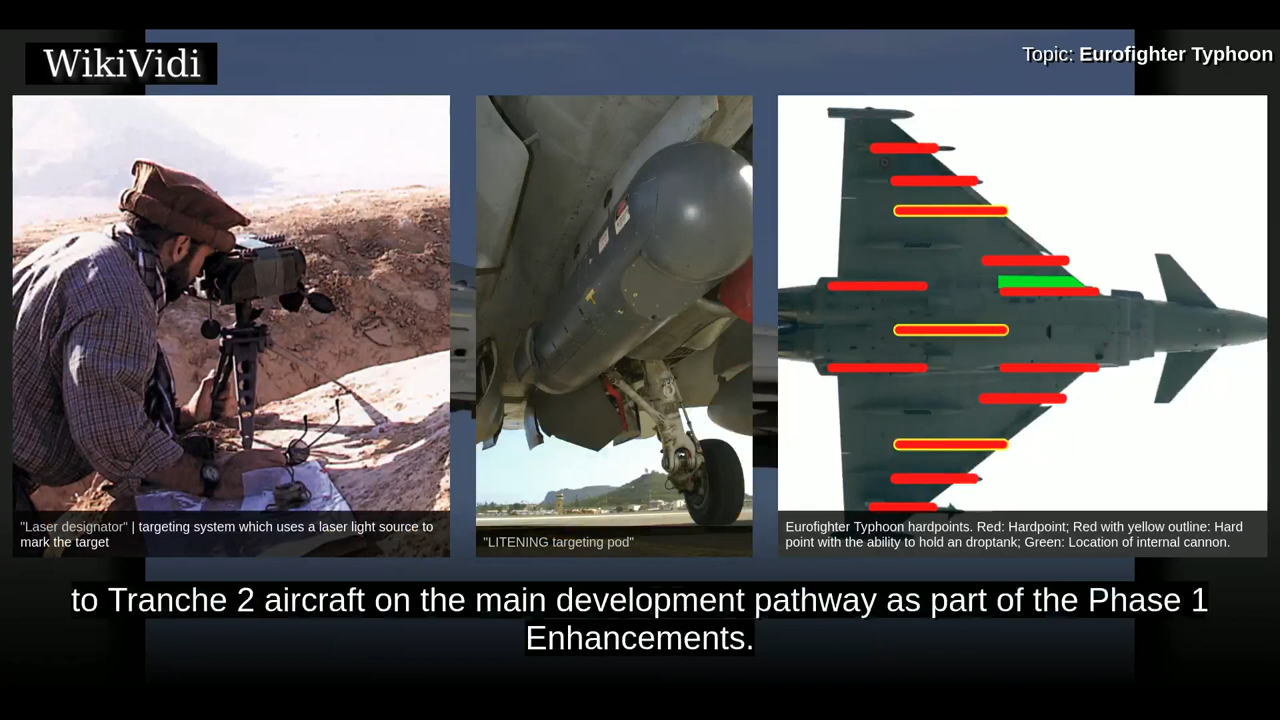 WikiVidi
Topic: Eurofighter Typhoon
"Laser designator" | targeting system which uses a laser light source to
mark the target
"LITENING targeting pod"
Eurofighter Typhoon hardpoints. Red: Hardpoint; Red with yellow outline: Hard
point with the ability to hold an droptank; Green: Location of internal cannon.
to Tranche 2 aircraft on the main development pathway as part of the Phase 1
Enhancements.